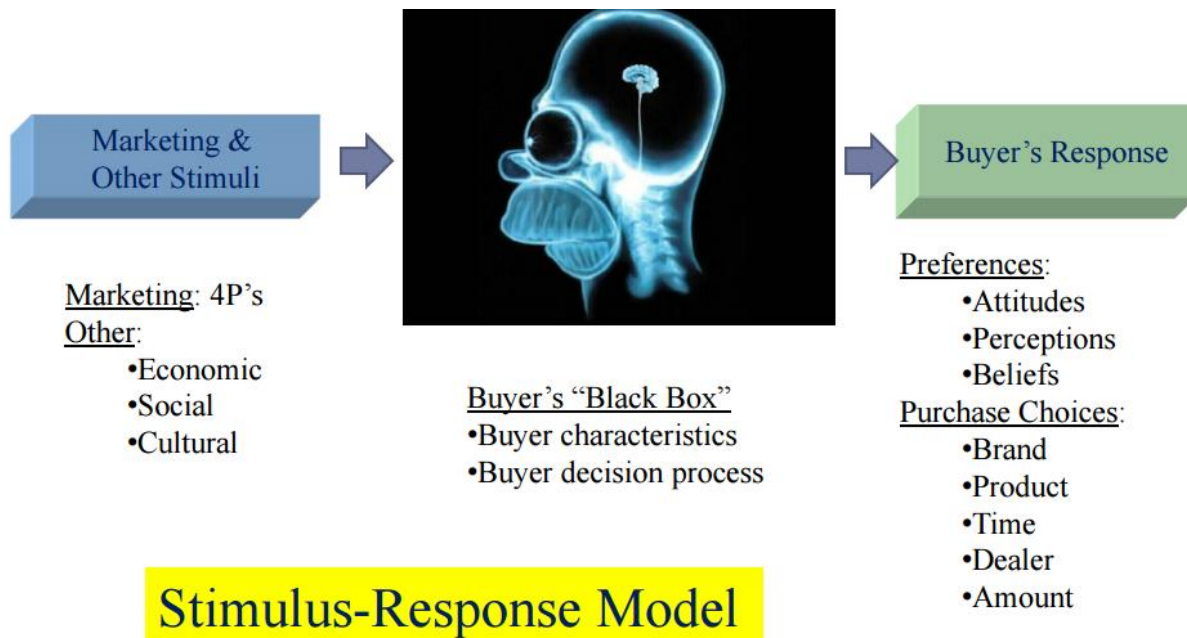 Marketing &
Other Stimuli
Buyer’s Response
Marketing: 4P’s
Other:
•Economic
•Social
•Cultural
Buyer’s “Black Box”
•Buyer characteristics
•Buyer decision process
Preferences:
•Attitudes
•Perceptions
•Beliefs
Purchase Choices:
•Brand
•Product
•Time
•Dealer
•Amount
Stimulus-Response Model